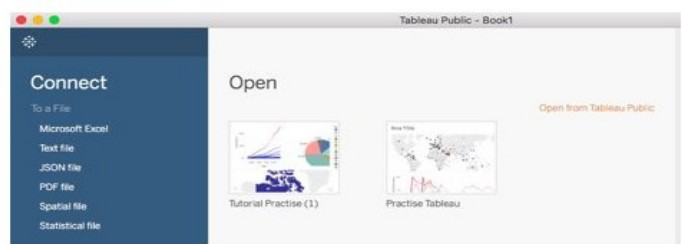 Tableau Public - Book1
Connect
To a File
Microsoft Excel
Text file
JSON file
PDF file
Spatial file
Statistical file
Open
Open from Tableau Public
Tutorial Practise (1)
Practise Tableau